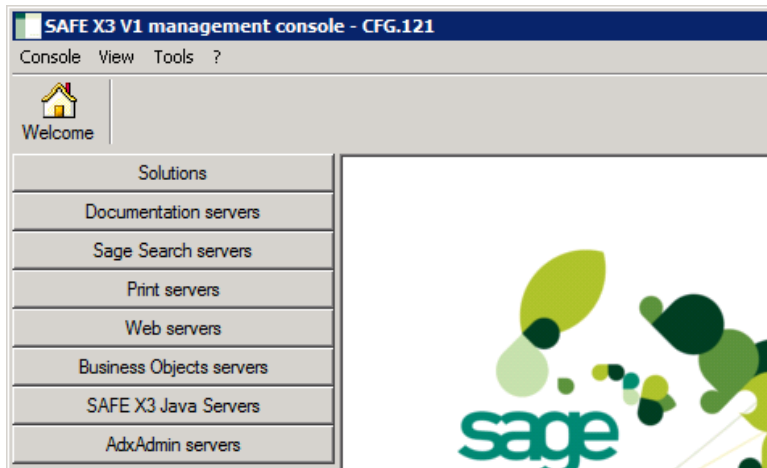 SAFE X3 V1 management console - CFG.121
Console View Tools ?
Welcome
Solutions
Documentation servers
Sage Search servers
Print servers
Web servers
Business Objects servers
SAFE X3 Java Servers
AdxAdmin servers
sage